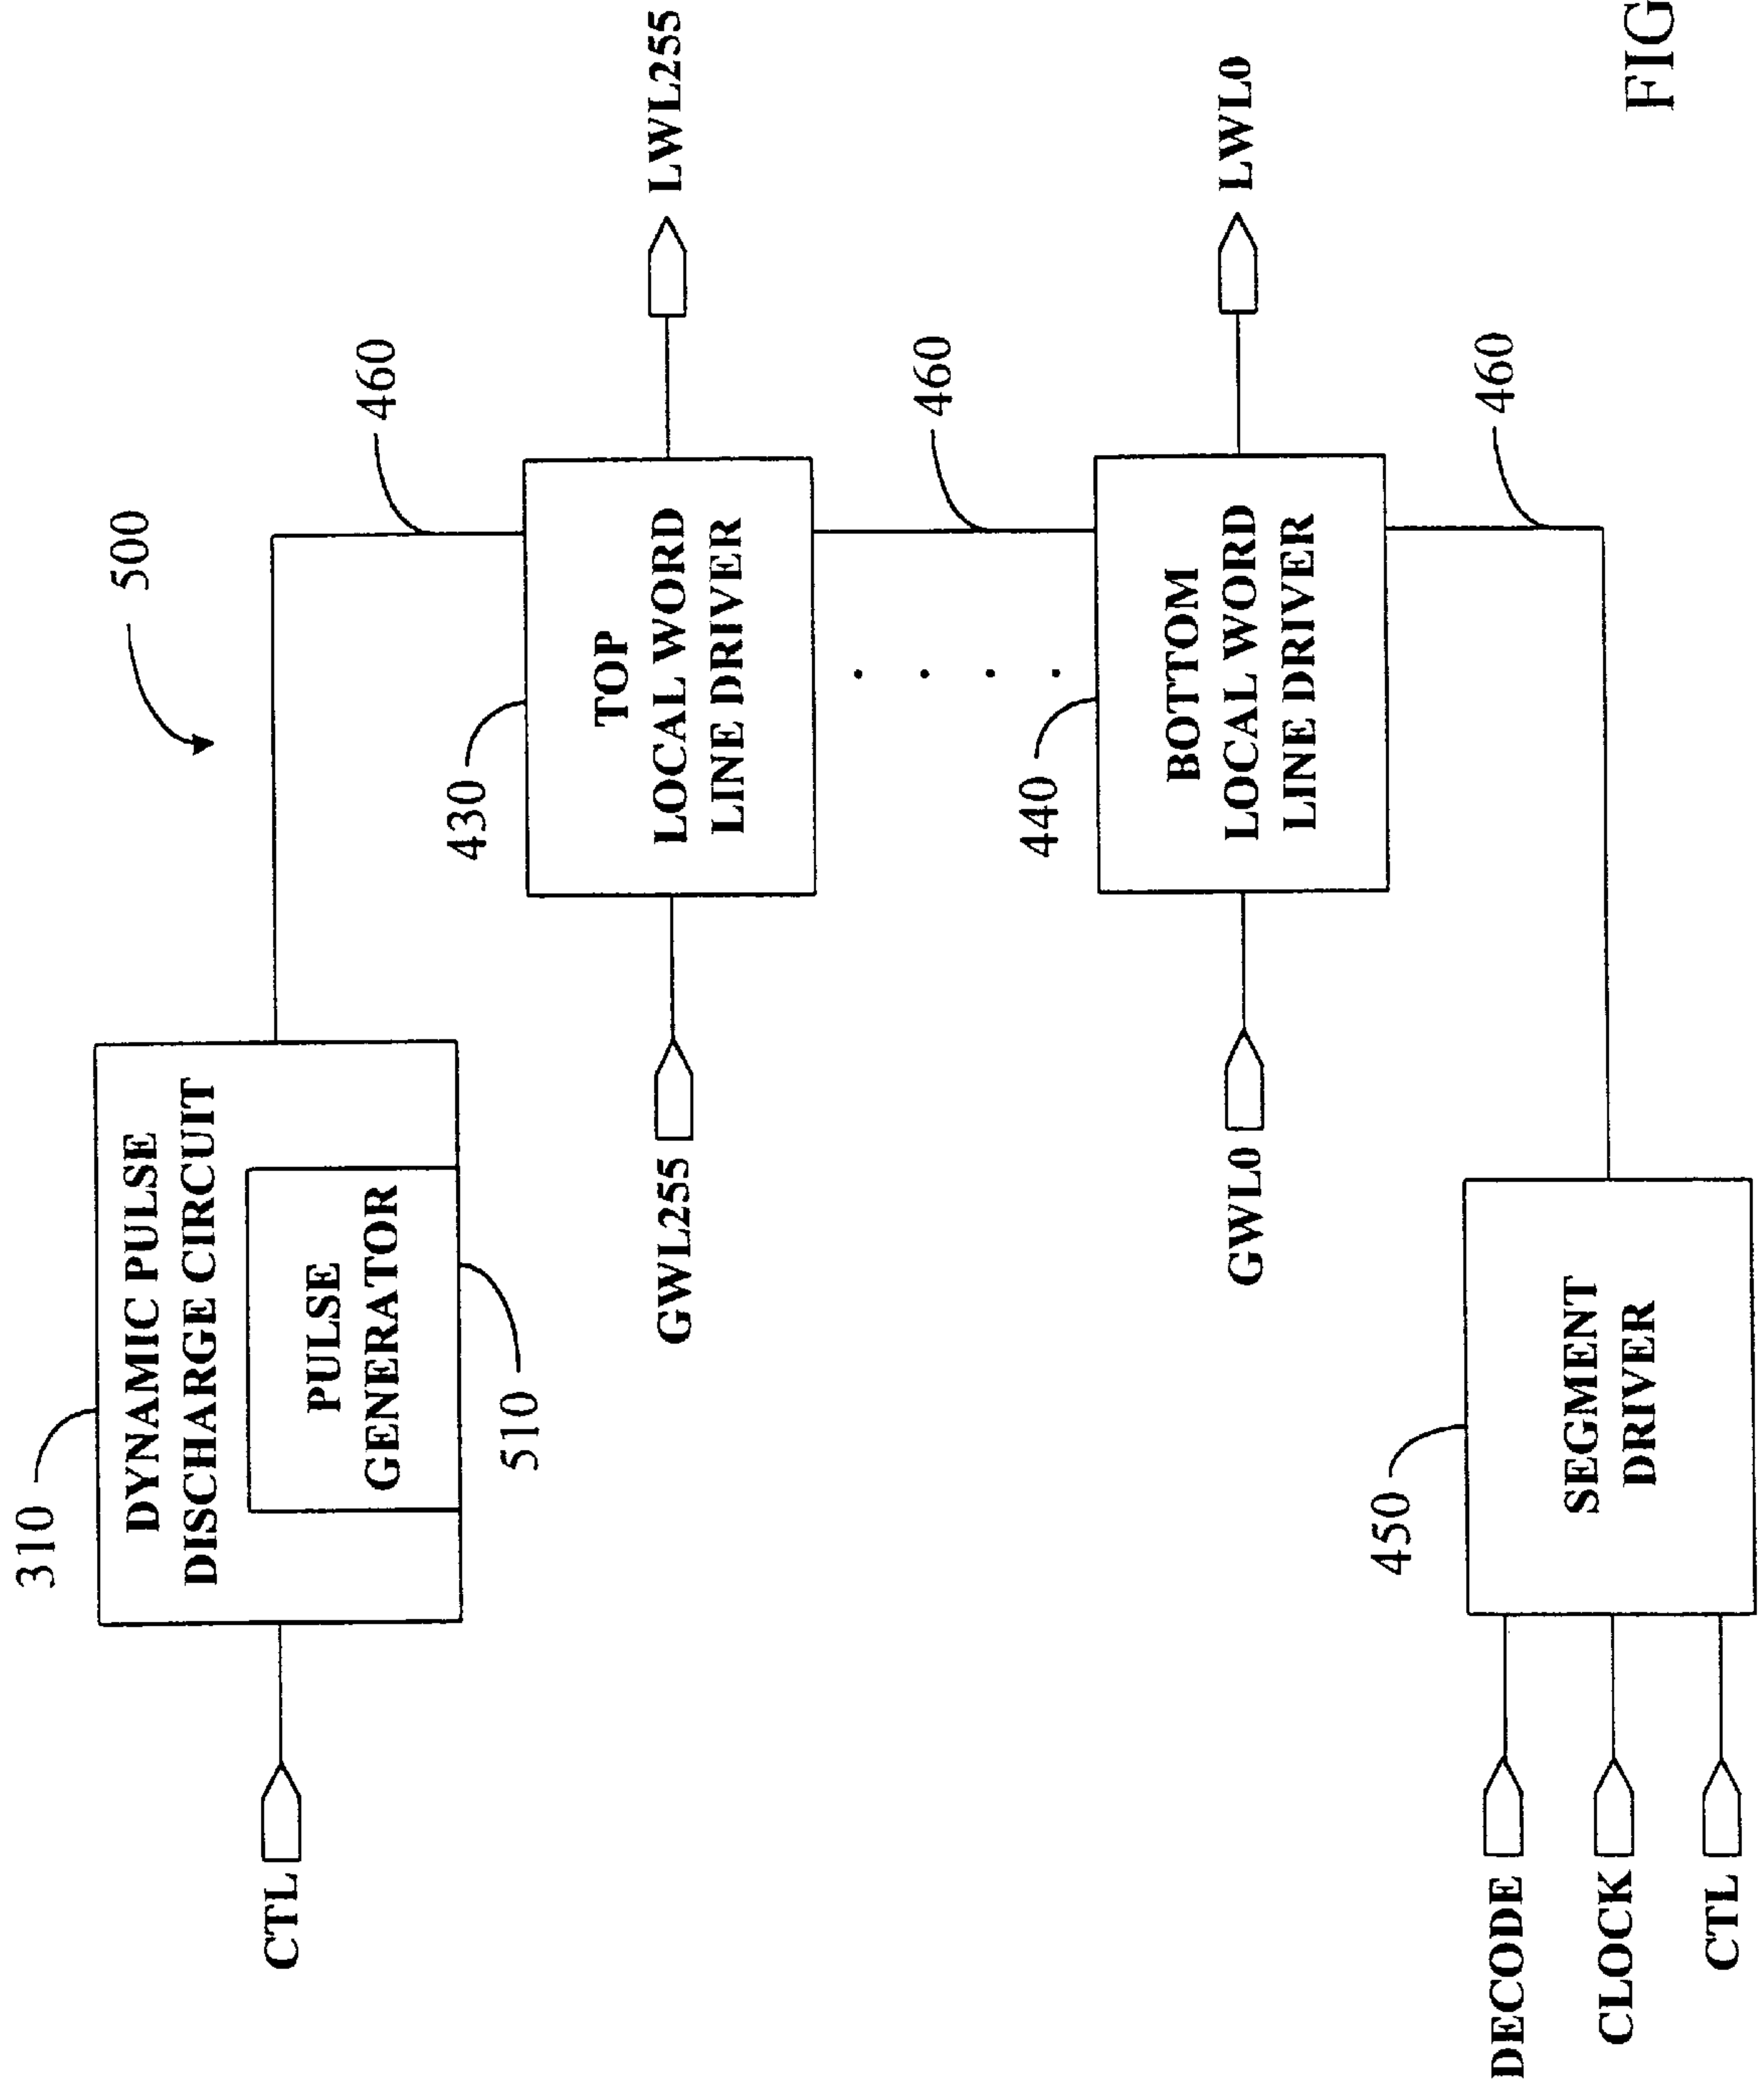 500
310
DYNAMIC PULSE
DISCHARGE CIRCUIT
PULSE
GENERATOR
510
CTL
460
430
TOP
LOCAL WORD
LINE DRIVER
GWL255
LWL255
460
440
BOTTOM
LOCAL WORD
LINE DRIVER
GWL0
LWL0
460
450
SEGMENT
DRIVER
DECODE
CLOCK
CTL
FIG